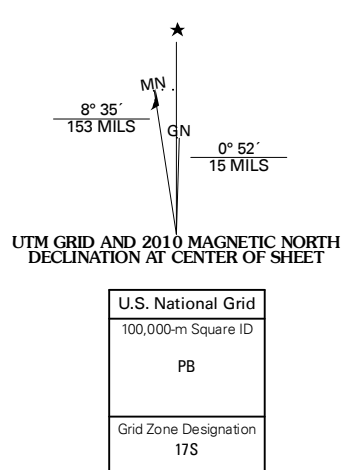 MN
GN
8° 35´
153 MILS
0° 52´
15 MILS
UTM GRID AND 2010 MAGNETIC NORTH
DECLINATION AT CENTER OF SHEET
U.S. National Grid
100,000-m Square ID
PB
Grid Zone Designation
17S